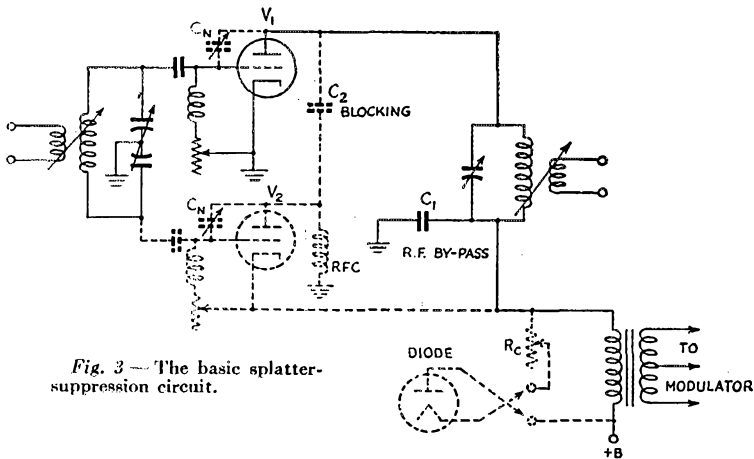 C_N
V_1
C_2
BLOCKING
C_N
V_2
RFC
C_1
R.F. BY-PASS
DIODE
R_C
TO
MODULATOR
+B
Fig. 3 — The basic splatter-
suppression circuit.